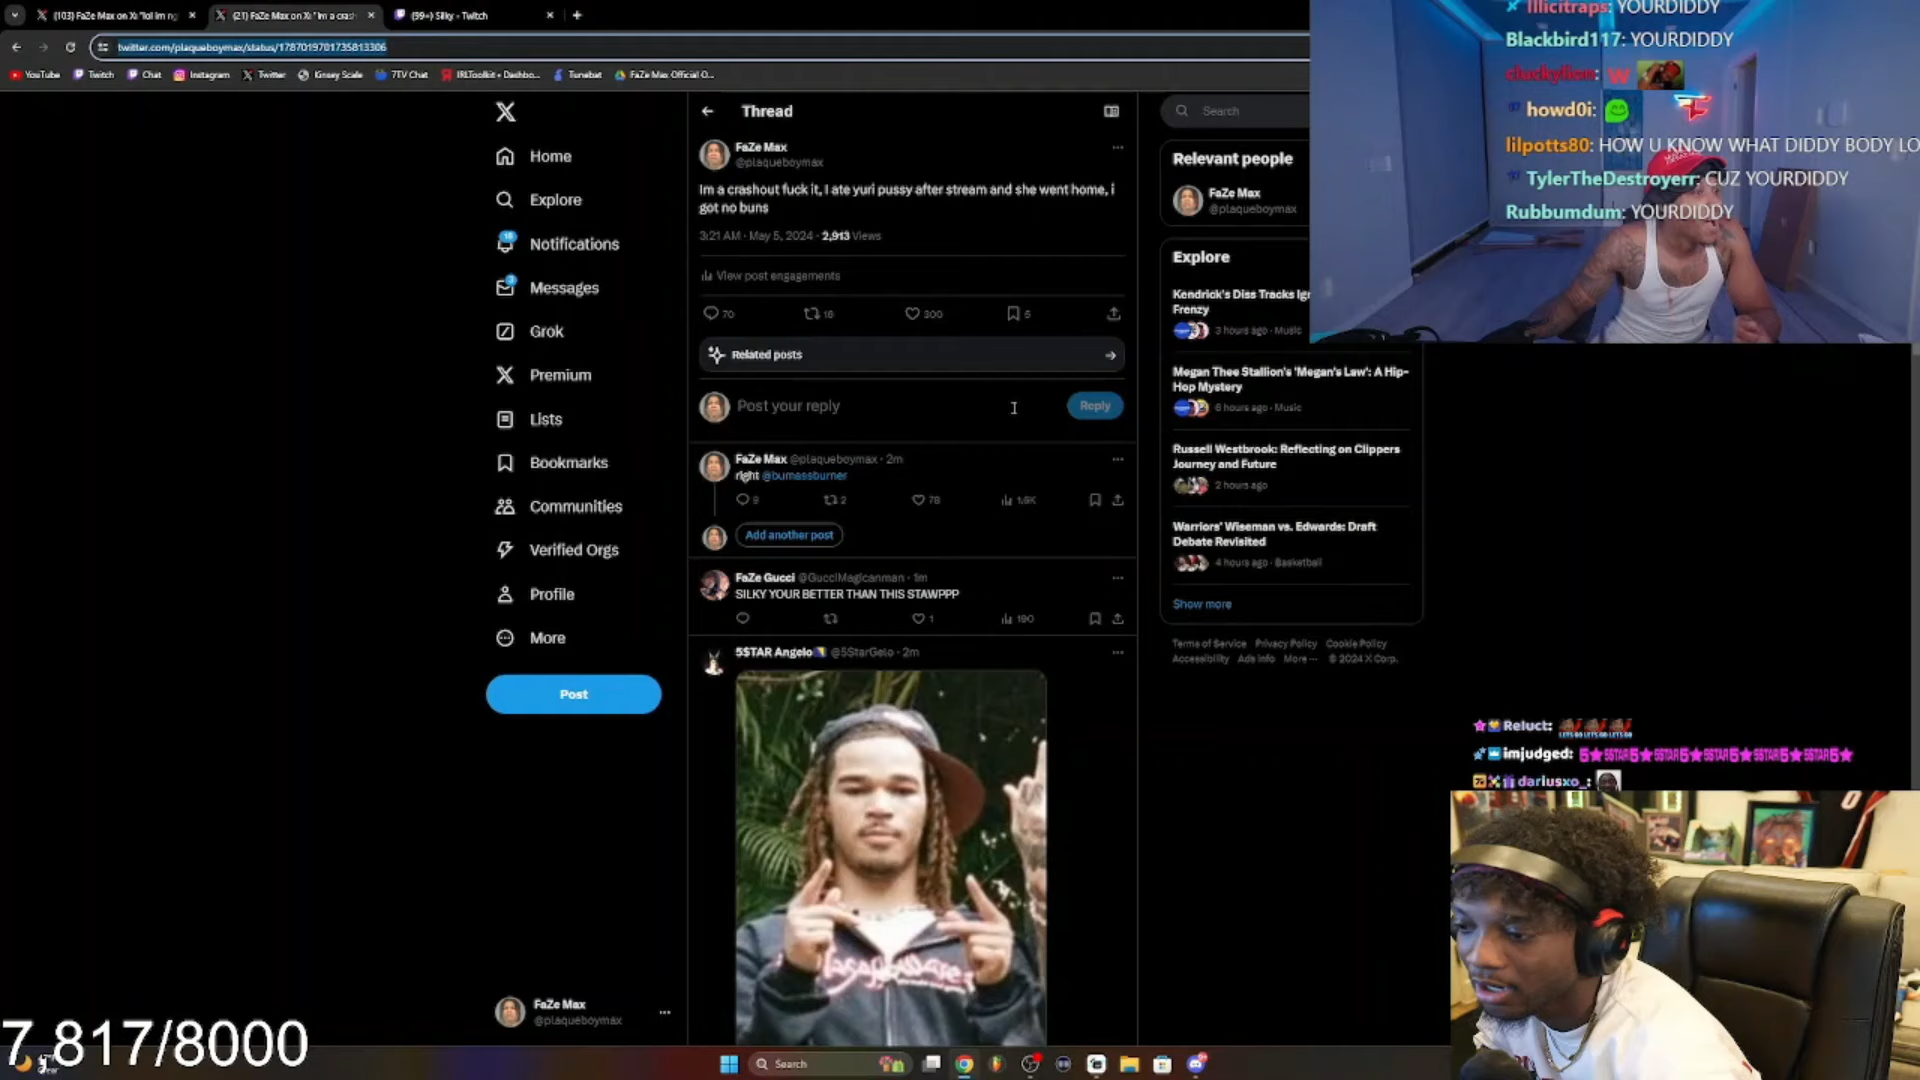 (103) FaZe Max on X: "lol im ng
(21) FaZe Max on X: "Im a crash
(99+) Silky - Twitch
twitter.com/plaqueboymax/status/1787019701735813306
YouTube
Twitch
Chat
Instagram
Twitter
Kinsey Scale
7TV Chat
IRLToolkit - Dashbo...
Tunebat
FaZe Max Official O...
Home
Explore
Notifications
Messages
Grok
Premium
Lists
Bookmarks
Communities
Verified Orgs
Profile
More
Post
FaZe Max
@plaqueboymax
Thread
FaZe Max
@plaqueboymax
Im a crashout fuck it, I ate yuri pussy after stream and she went home, i
got no buns
3:21 AM · May 5, 2024 · 2,913 Views
View post engagements
70
16
300
5
Related posts
Post your reply
Reply
FaZe Max @plaqueboymax · 2m
right @bumassburner
9
2
78
1.6K
Add another post
FaZe Gucci @GucciMagicanman · 1m
SILKY YOUR BETTER THAN THIS STAWPPP
1
190
5$TAR Angelo @5StarGelo · 2m
Search
Relevant people
FaZe Max
@plaqueboymax
Explore
Kendrick's Diss Tracks Ig
Frenzy
3 hours ago · Music
Megan Thee Stallion's 'Megan's Law': A Hip-
Hop Mystery
6 hours ago · Music
Russell Westbrook: Reflecting on Clippers
Journey and Future
2 hours ago
Warriors' Wiseman vs. Edwards: Draft
Debate Revisited
4 hours ago · Basketball
Show more
Terms of Service Privacy Policy Cookie Policy
Accessibility Ads info More ··· © 2024 X Corp.
Illicitraps: YOURDIDDY
Blackbird117: YOURDIDDY
cluckylion: W
howd0i:
lilpotts80: HOW U KNOW WHAT DIDDY BODY LO
TylerTheDestroyerr: CUZ YOURDIDDY
Rubbumdum: YOURDIDDY
Reluct:
imjudged: 5★5STAR5★5STAR5★5STAR5★5STAR5★5STAR5★
dariusxo_:
7,817/8000
Search